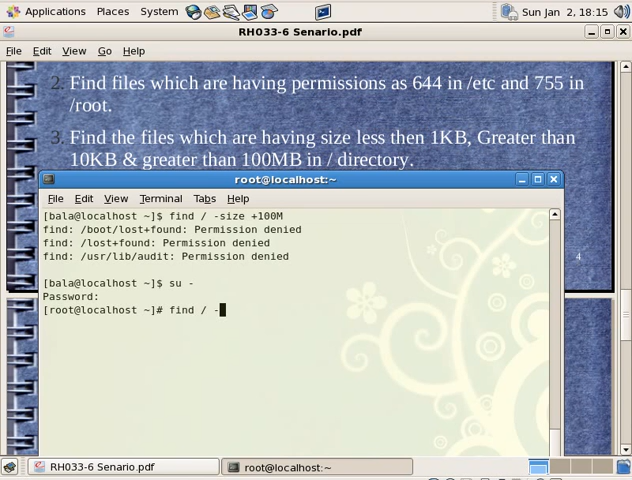 Applications Places System
Sun Jan 2, 18:15
RH033-6 Senario.pdf
File Edit View Go Help
2. Find files which are having permissions as 644 in /etc and 755 in
/root.
3. Find the files which are having size less then 1KB, Greater than
10KB & greater than 100MB in / directory.
root@localhost:~
File Edit View Terminal Tabs Help
[bala@localhost ~]$ find / -size +100M
find: /boot/lost+found: Permission denied
find: /lost+found: Permission denied
find: /usr/lib/audit: Permission denied
[bala@localhost ~]$ su -
Password:
[root@localhost ~]# find / -
4
RH033-6 Senario.pdf
root@localhost:~